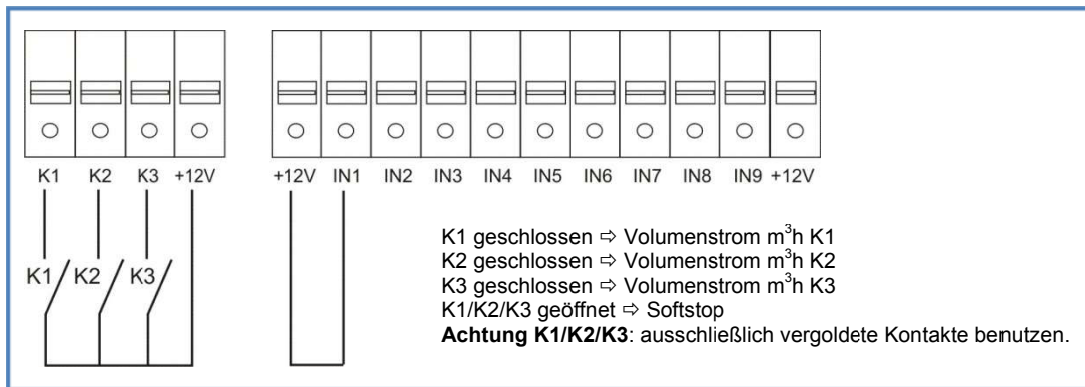 K1 K2 K3 +12V
+12V IN1 IN2 IN3 IN4 IN5 IN6 IN7 IN8 IN9 +12V
K1 K2 K3
K1 geschlossen ⇨ Volumenstrom m³h K1
K2 geschlossen ⇨ Volumenstrom m³h K2
K3 geschlossen ⇨ Volumenstrom m³h K3
K1/K2/K3 geöffnet ⇨ Softstop
Achtung K1/K2/K3: ausschließlich vergoldete Kontakte benutzen.